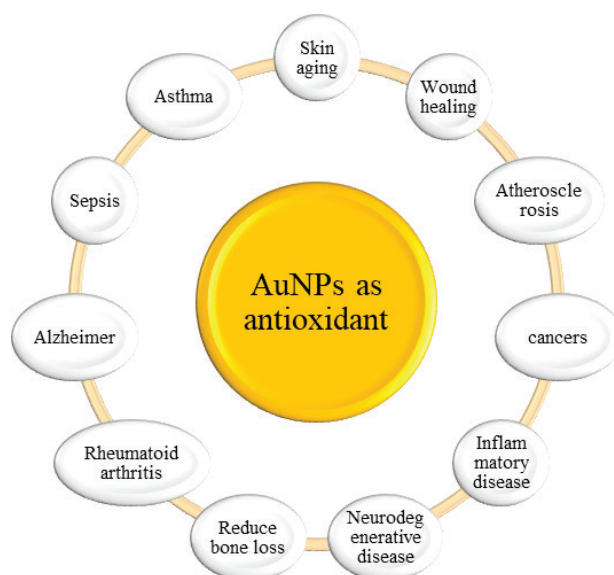 Skin
aging
Wound
healing
Atheroscle
rosis
cancers
Inflam
matory
disease
Neurodeg
enerative
disease
Reduce
bone loss
Rheumatoid
arthritis
Alzheimer
Sepsis
Asthma
AuNPs as
antioxidant